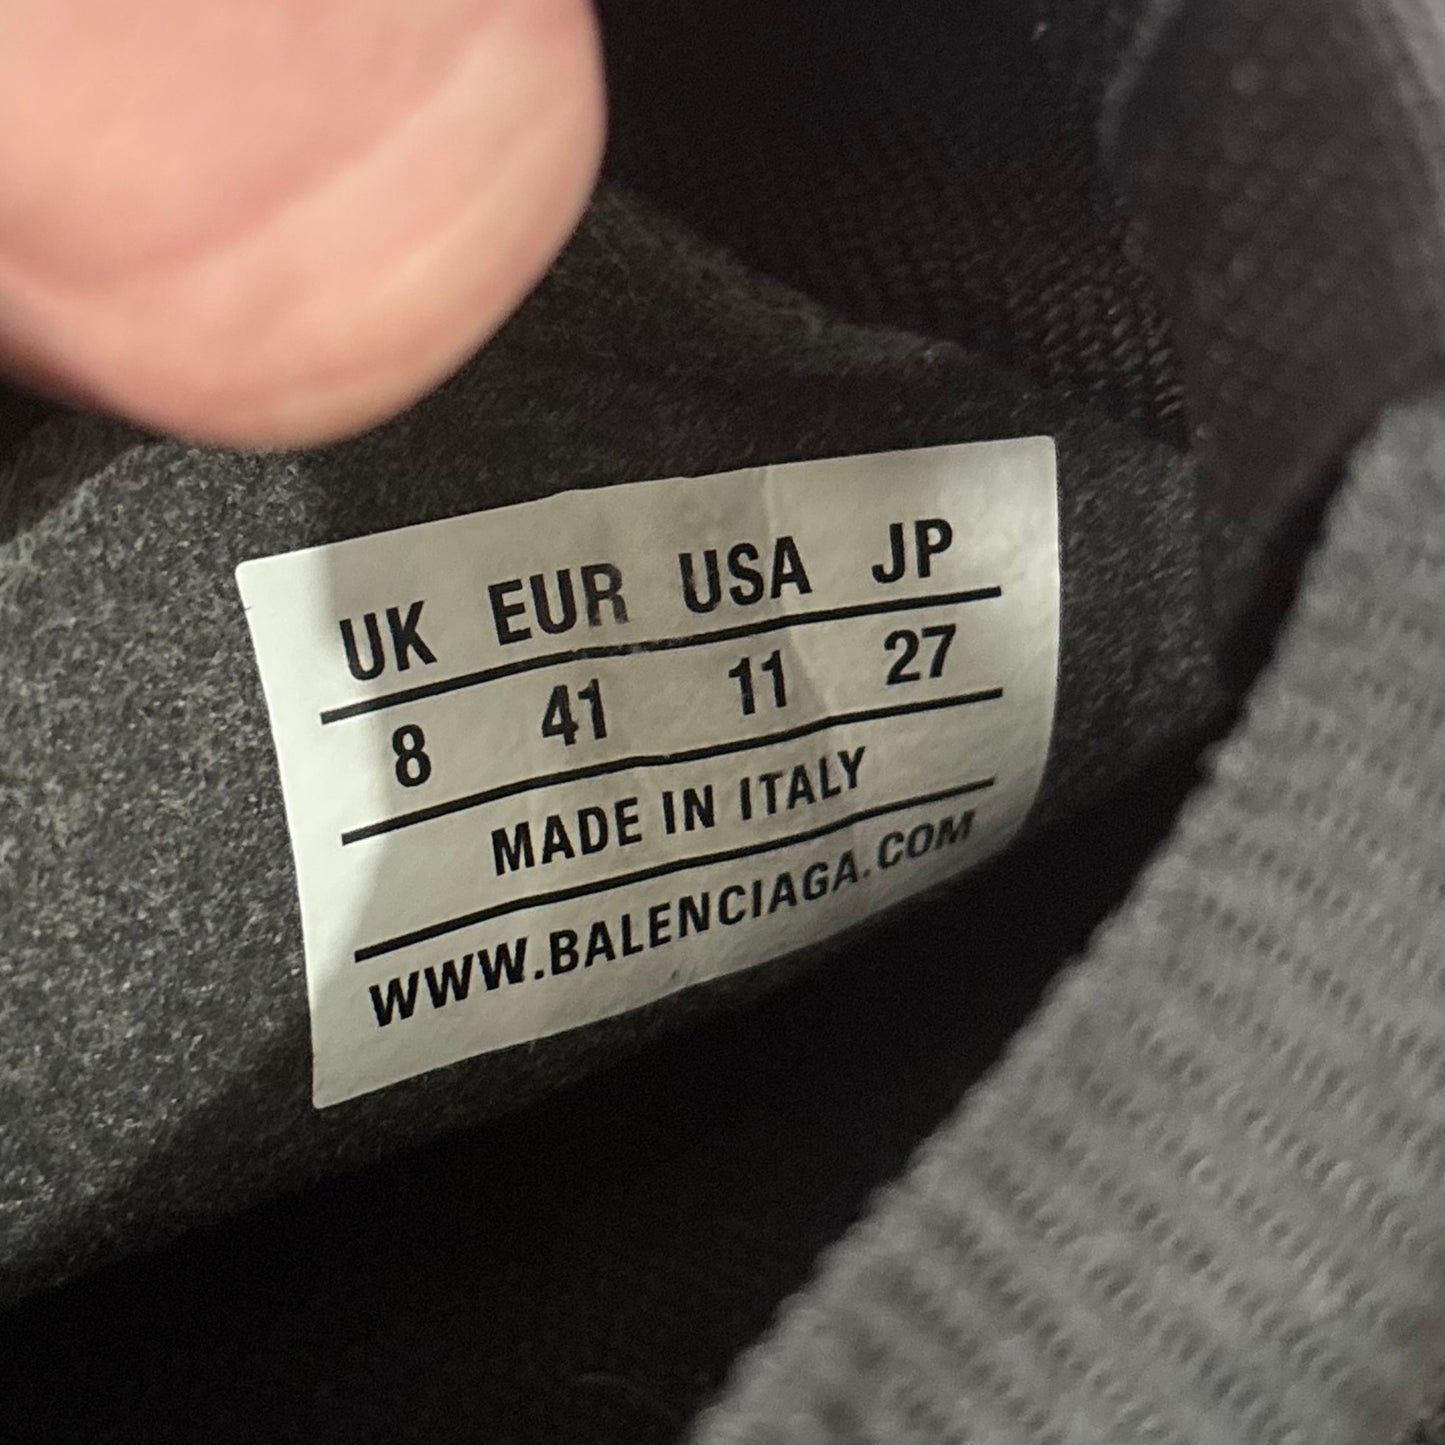 UK EUR USA JP
8 41 11 27
MADE IN ITALY
WWW.BALENCIAGA.COM